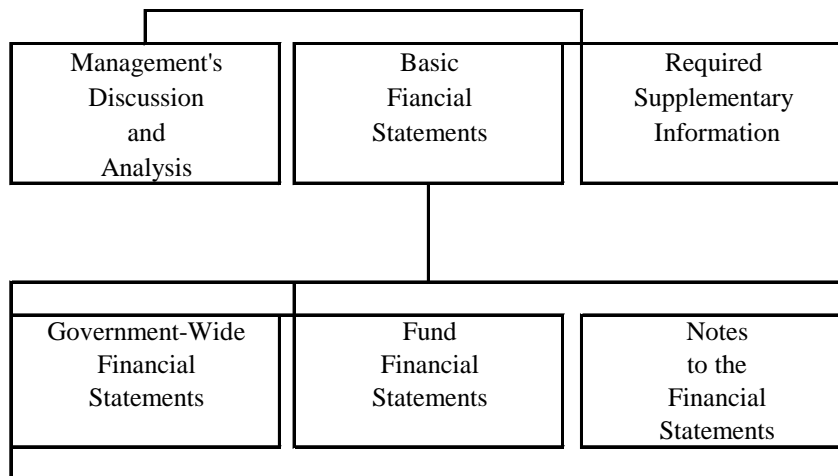 Management's
Discussion
and
Analysis
Basic
Fiancial
Statements
Required
Supplementary
Information
Government-Wide
Financial
Statements
Fund
Financial
Statements
Notes
to the
Financial
Statements